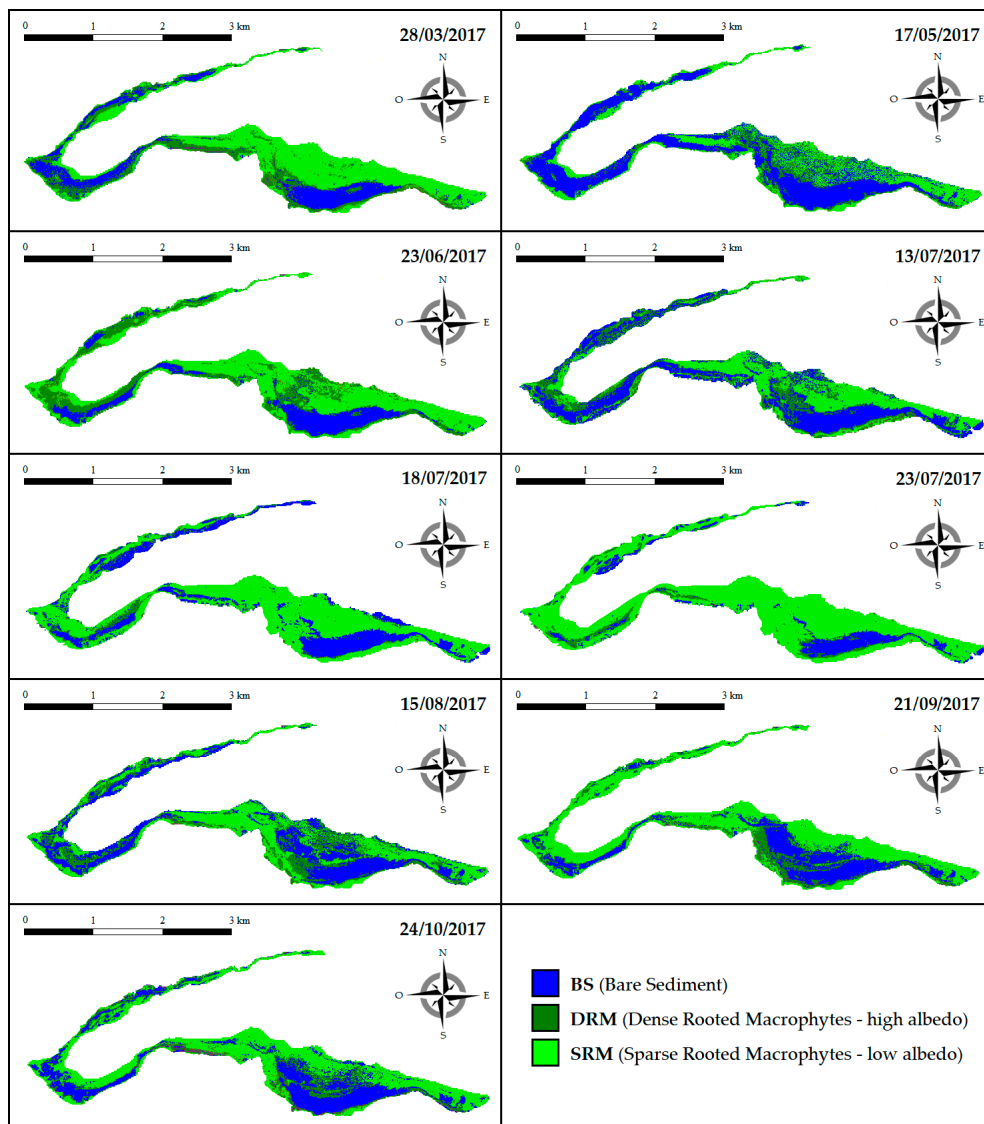 0 1 2 3 km
28/03/2017
N
O E
S
0 1 2 3 km
17/05/2017
N
O E
S
0 1 2 3 km
23/06/2017
N
O E
S
0 1 2 3 km
13/07/2017
N
O E
S
0 1 2 3 km
18/07/2017
N
O E
S
0 1 2 3 km
23/07/2017
N
O E
S
0 1 2 3 km
15/08/2017
N
O E
S
0 1 2 3 km
21/09/2017
N
O E
S
0 1 2 3 km
24/10/2017
N
O E
S
BS (Bare Sediment)
DRM (Dense Rooted Macrophytes - high albedo)
SRM (Sparse Rooted Macrophytes - low albedo)